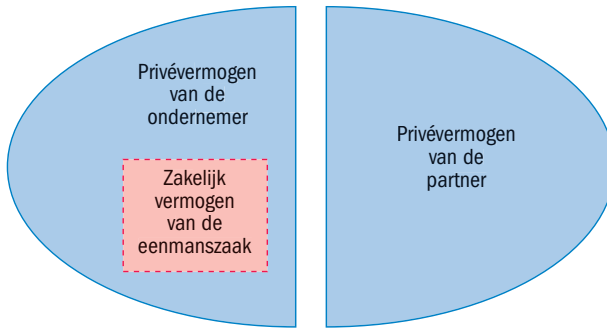 Privévermogen
van de
ondernemer
Zakelijk
vermogen
van de
eenmanszaak
Privévermogen
van de
partner